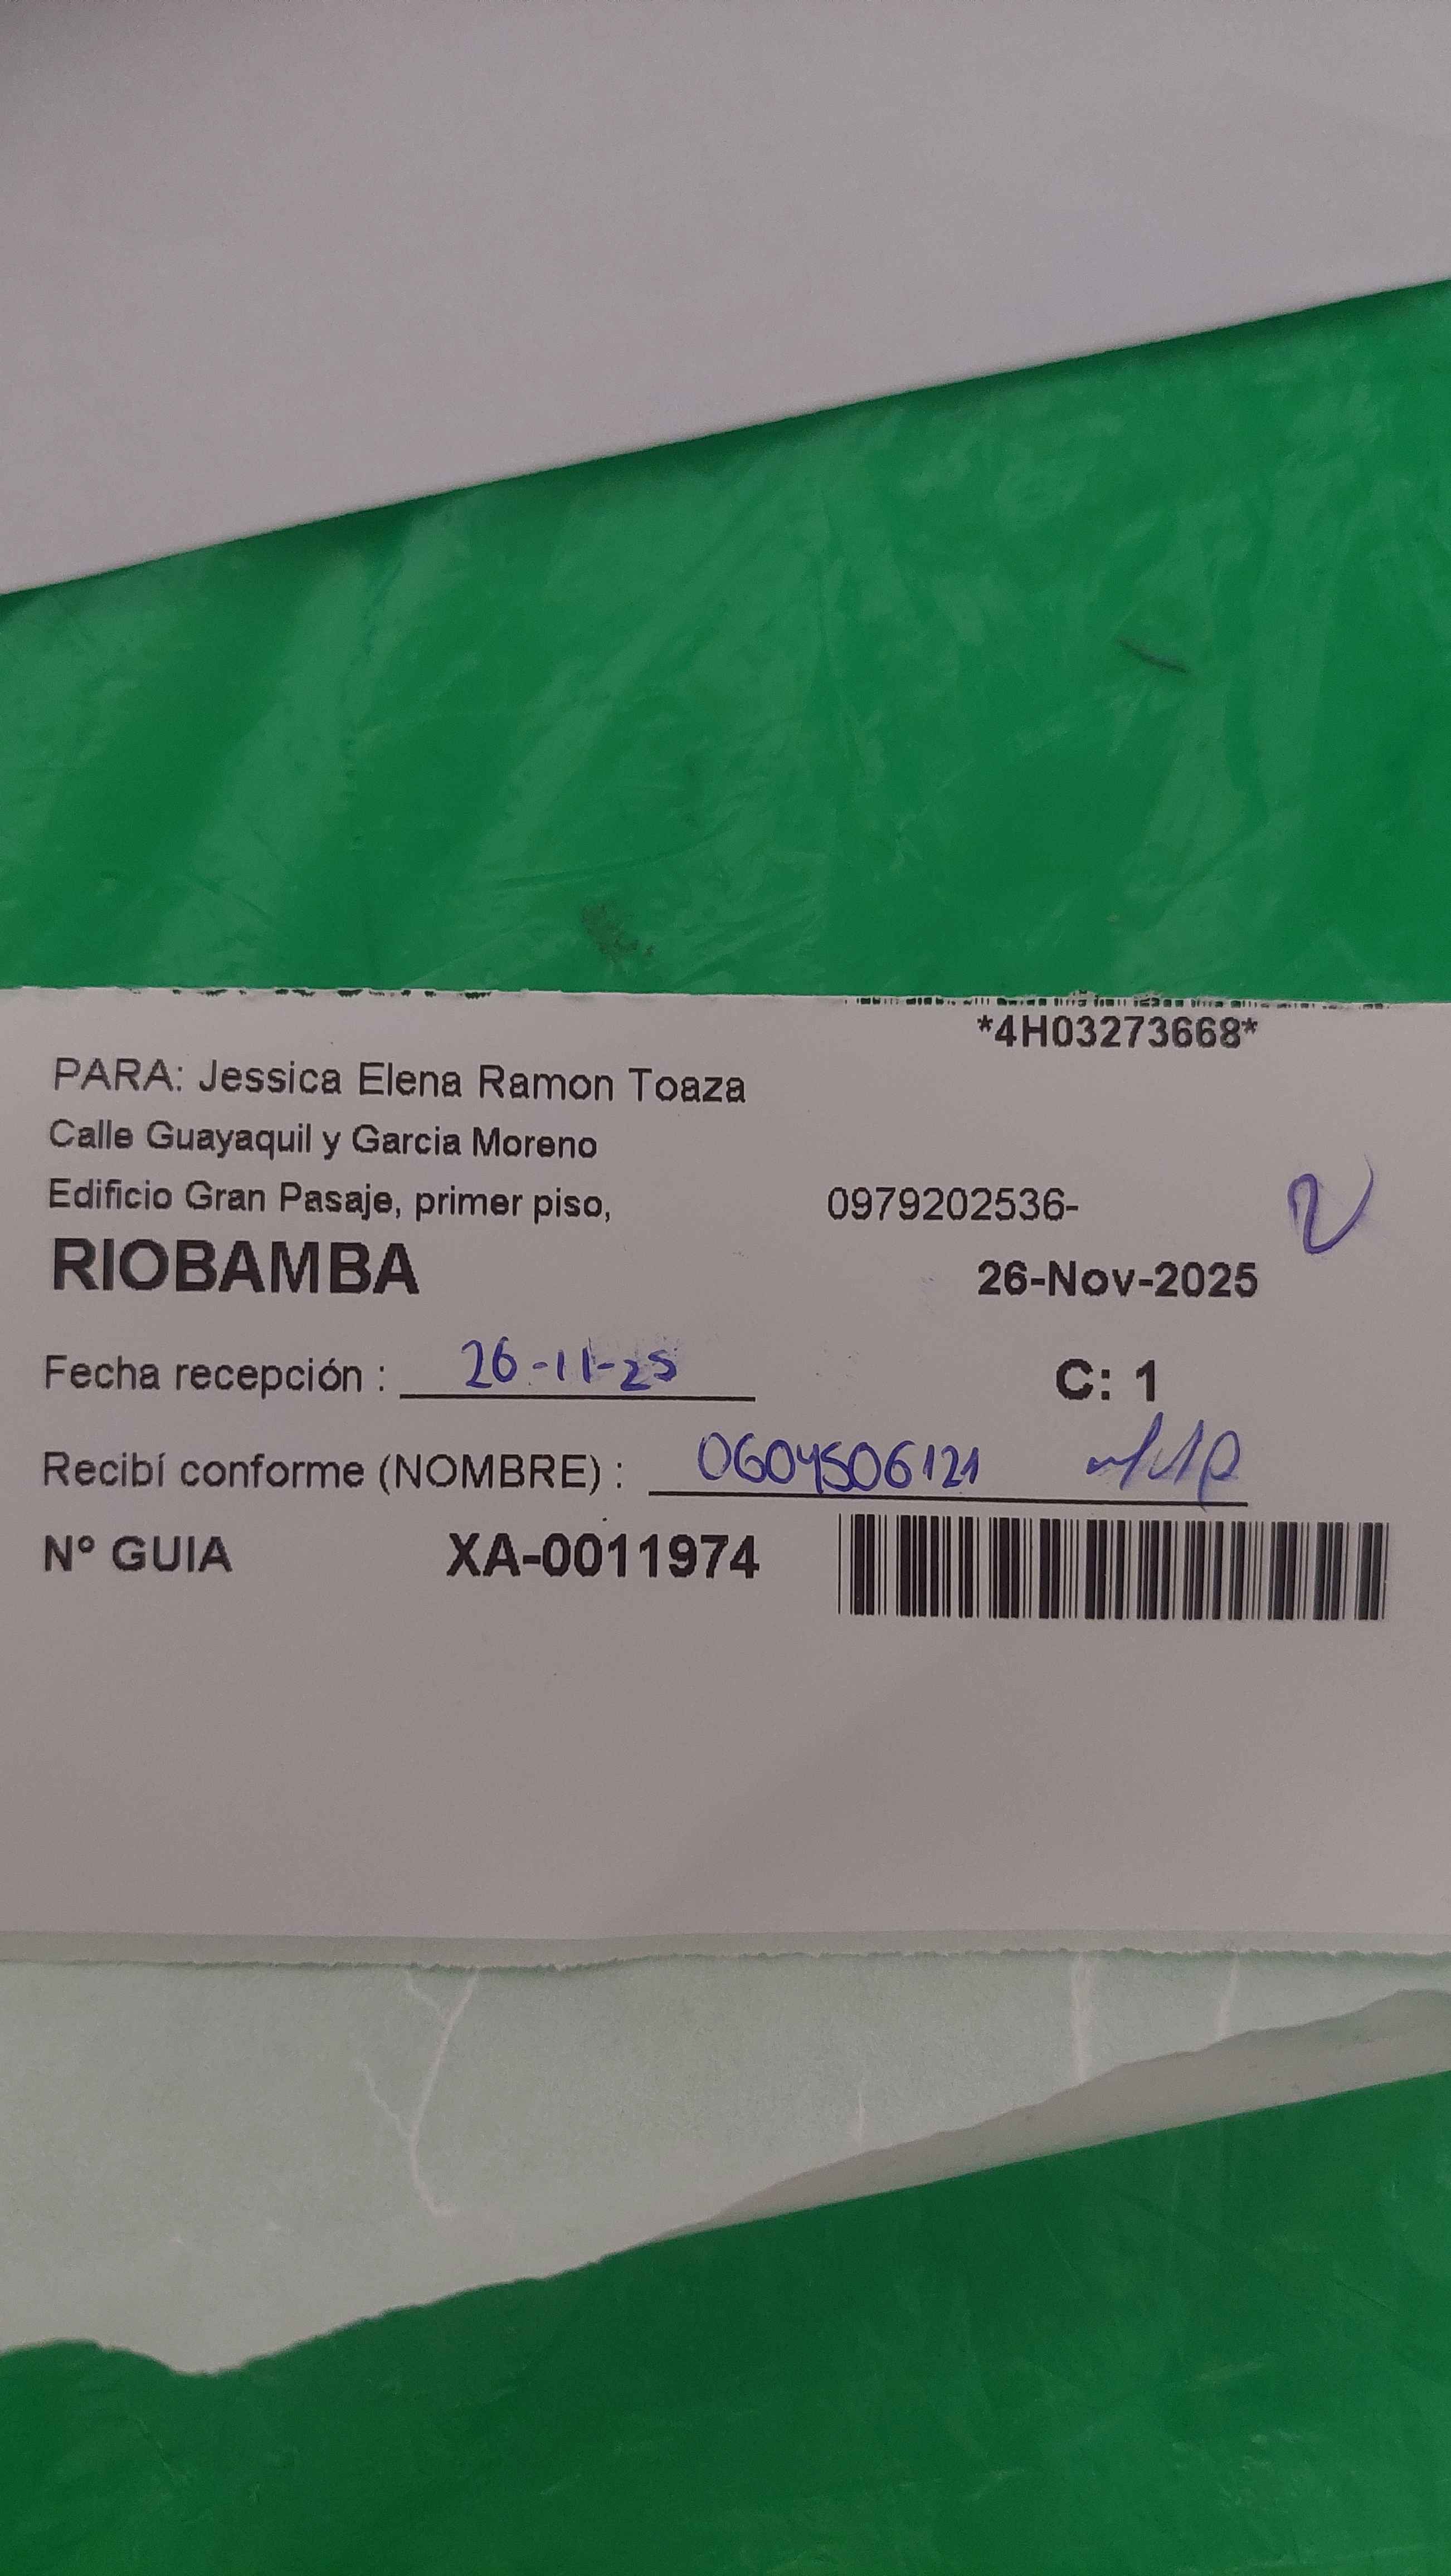 *4H03273668*
PARA: Jessica Elena Ramon Toaza
Calle Guayaquil y Garcia Moreno
Edificio Gran Pasaje, primer piso, 0979202536-
RIOBAMBA 26-Nov-2025
Fecha recepción : 26-11-25 C: 1
Recibí conforme (NOMBRE) : 0604506121
Nº GUIA XA-0011974